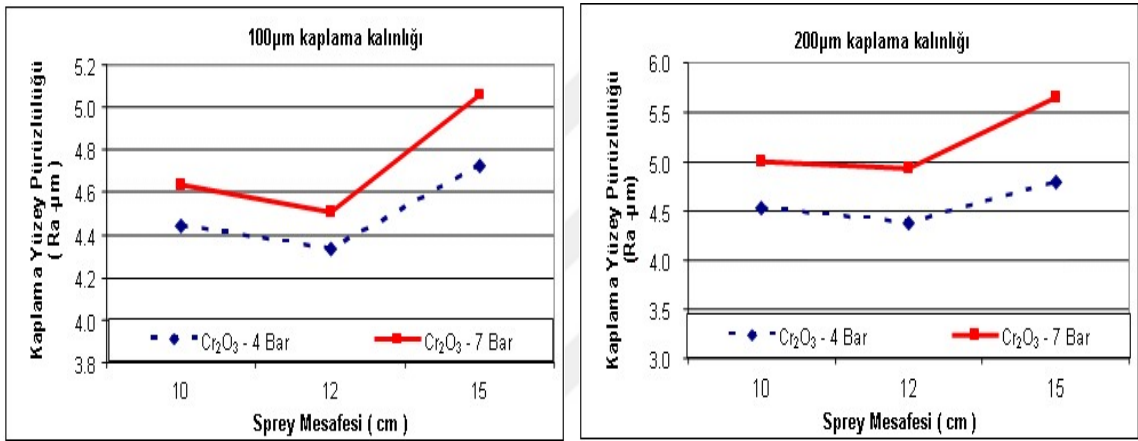 100µm kaplama kalınlığı
Kaplama Yüzey Pürüzlülüğü
( Ra -µm)
5.2
5.0
4.8
4.6
4.4
4.2
4.0
3.8
Cr₂O₃ - 4 Bar
Cr₂O₃ - 7 Bar
10
12
15
Sprey Mesafesi ( cm )
200µm kaplama kalınlığı
Kaplama Yüzey Pürüzlülüğü
(Ra -µm)
6.0
5.5
5.0
4.5
4.0
3.5
3.0
Cr₂O₃ - 4 Bar
Cr₂O₃ - 7 Bar
10
12
15
Sprey Mesafesi ( cm )